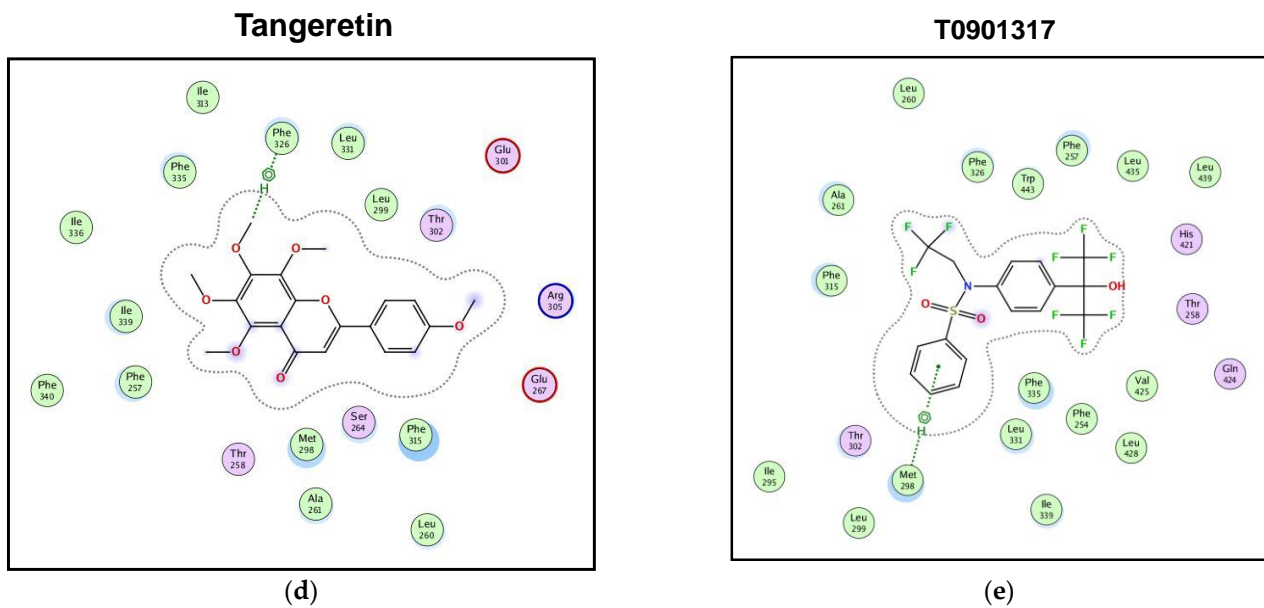 Tangeretin
T0901317
Ile
313
Phe
326
Leu
331
Glu
301
Phe
335
Leu
299
Thr
302
Ile
336
H
O
O
O
O
O
O
O
Arg
305
Ile
339
Phe
340
Phe
257
Glu
267
Ser
264
Phe
315
Met
298
Thr
258
Ala
261
Leu
260
(d)
Leu
260
Phe
257
Phe
326
Trp
443
Leu
435
Leu
439
Ala
261
His
421
F
F
F
F
F
F
Phe
315
N
OH
O
S
O
F
F
F
Thr
258
Gln
424
Phe
335
Val
425
Phe
254
H
Leu
331
Leu
428
Thr
302
Met
298
Ile
295
Leu
299
Ile
339
(e)